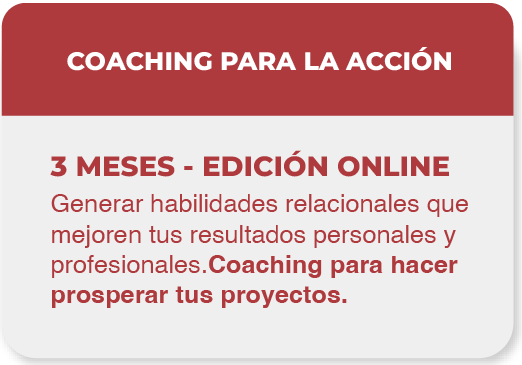 COACHING PARA LA ACCIÓN
3 MESES - EDICIÓN ONLINE
Generar habilidades relacionales que
mejoren tus resultados personales y
profesionales.Coaching para hacer
prosperar tus proyectos.